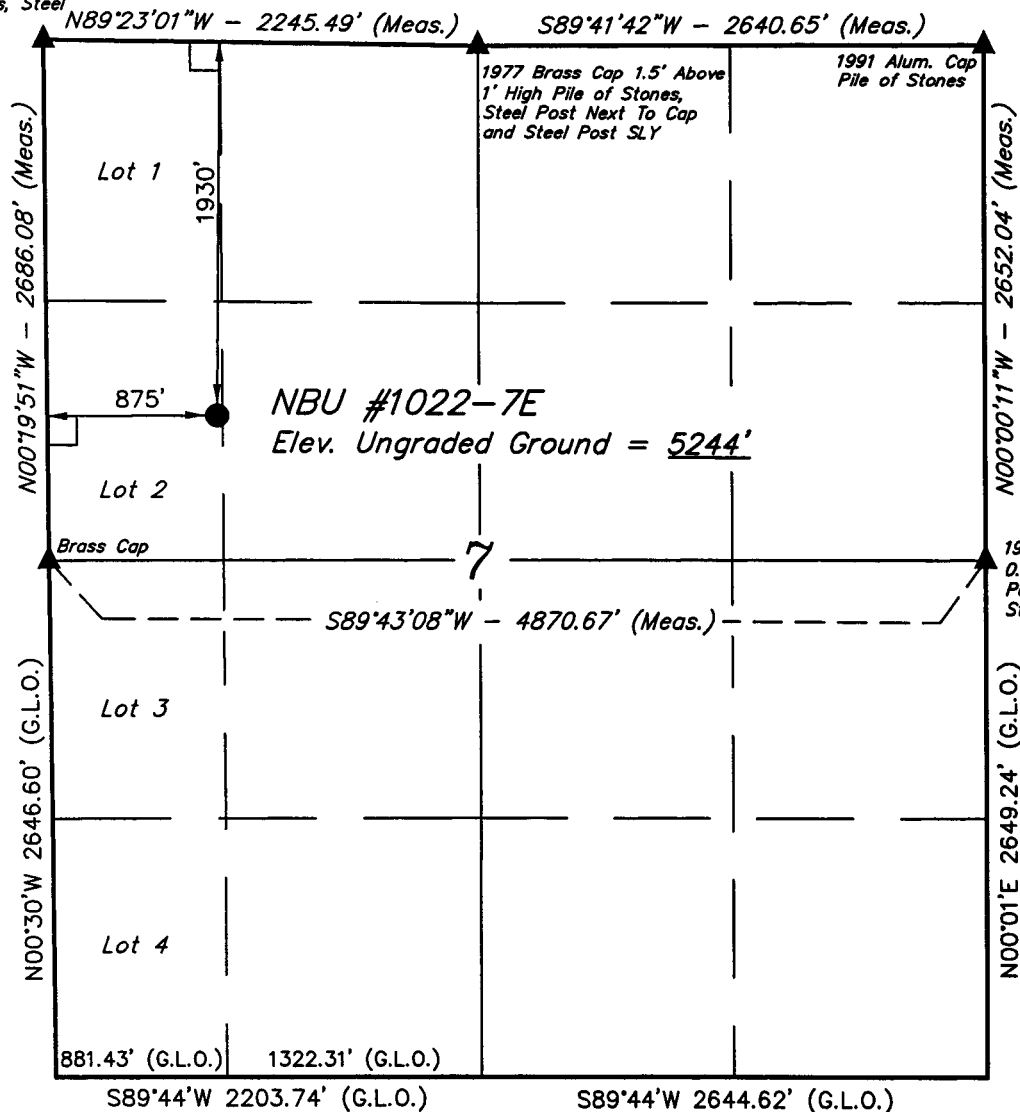 s, Steel
N89°23'01"W - 2245.49' (Meas.)
S89°41'42"W - 2640.65' (Meas.)
1977 Brass Cap 1.5' Above
1' High Pile of Stones,
Steel Post Next To Cap
and Steel Post SLY
1991 Alum. Cap
Pile of Stones
Lot 1
1930'
N00°19'51"W - 2686.08' (Meas.)
N00°00'11"W - 2652.04' (Meas.)
875'
NBU #1022-7E
Elev. Ungraded Ground = 5244'
Lot 2
Brass Cap
7
19
0.
S89°43'08"W - 4870.67' (Meas.)
Lot 3
N00°30'W 2646.60' (G.L.O.)
N00°01'E 2649.24' (G.L.O.)
Lot 4
881.43' (G.L.O.)
1322.31' (G.L.O.)
S89°44'W 2203.74' (G.L.O.)
S89°44'W 2644.62' (G.L.O.)